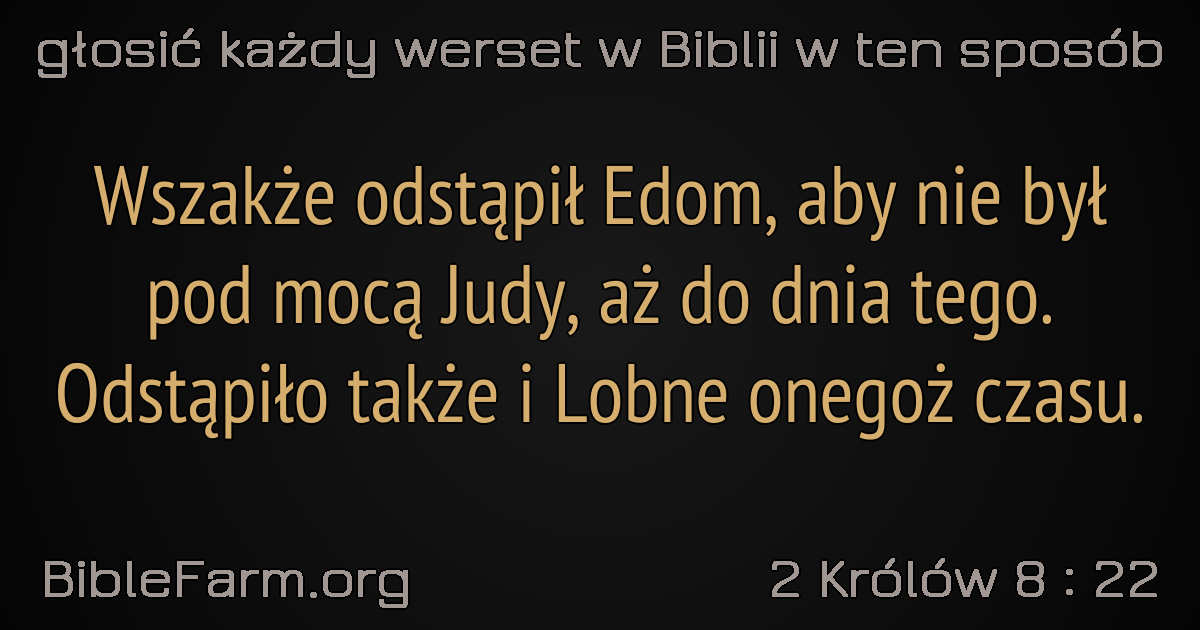 głosić każdy werset w Biblii w ten sposób
Wszakże odstąpił Edom, aby nie był
pod mocą Judy, aż do dnia tego.
Odstąpiło także i Lobne onegoż czasu.
BibleFarm.org
2 Królów 8 : 22